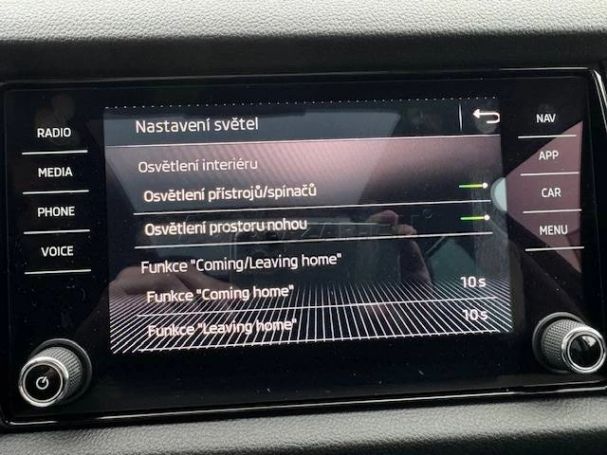 RADIO
MEDIA
PHONE
VOICE
Nastavení světel
Osvětlení interiéru
Osvětlení přístrojů/spínačů
Osvětlení prostoru nohou
Funkce "Coming/Leaving home"
Funkce "Coming home" 10 s
Funkce "Leaving home" 10 s
NAV
APP
CAR
MENU